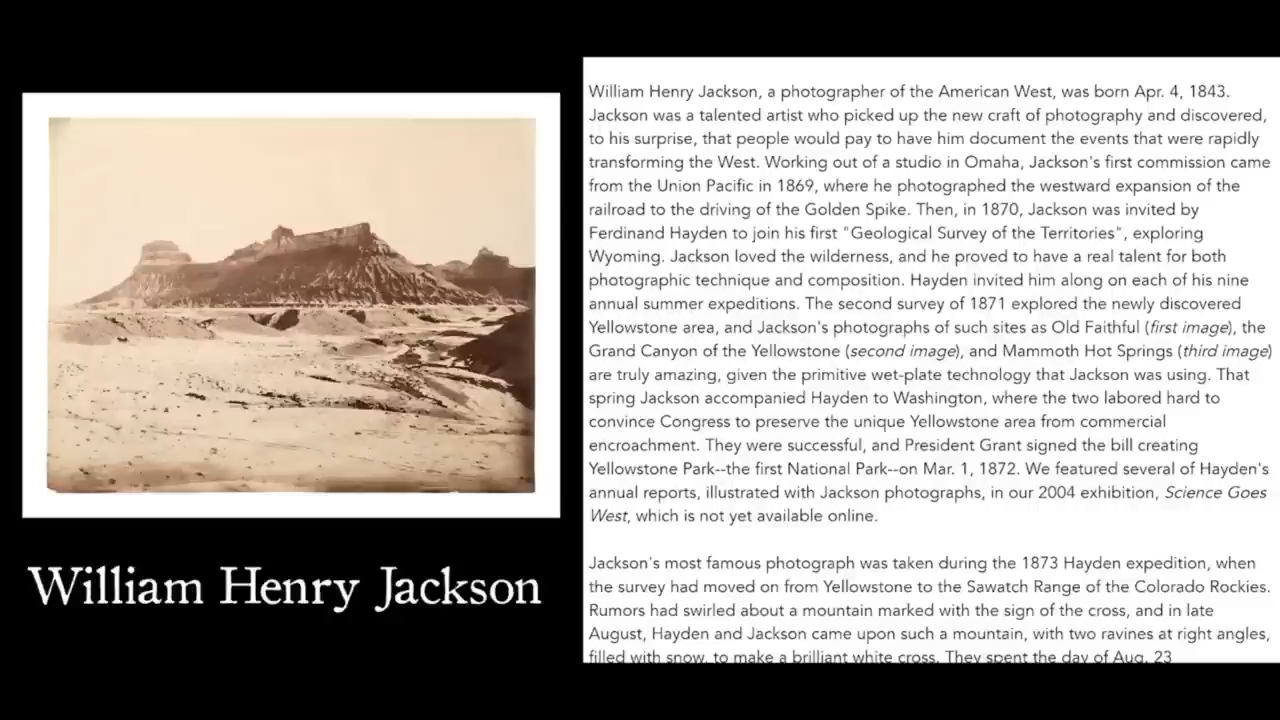 William Henry Jackson, a photographer of the American West, was born Apr. 4, 1843.
Jackson was a talented artist who picked up the new craft of photography and discovered,
to his surprise, that people would pay to have him document the events that were rapidly
transforming the West. Working out of a studio in Omaha, Jackson's first commission came
from the Union Pacific in 1869, where he photographed the westward expansion of the
railroad to the driving of the Golden Spike. Then, in 1870, Jackson was invited by
Ferdinand Hayden to join his first "Geological Survey of the Territories", exploring
Wyoming. Jackson loved the wilderness, and he proved to have a real talent for both
photographic technique and composition. Hayden invited him along on each of his nine
annual summer expeditions. The second survey of 1871 explored the newly discovered
Yellowstone area, and Jackson's photographs of such sites as Old Faithful (first image), the
Grand Canyon of the Yellowstone (second image), and Mammoth Hot Springs (third image)
are truly amazing, given the primitive wet-plate technology that Jackson was using. That
spring Jackson accompanied Hayden to Washington, where the two labored hard to
convince Congress to preserve the unique Yellowstone area from commercial
encroachment. They were successful, and President Grant signed the bill creating
Yellowstone Park--the first National Park--on Mar. 1, 1872. We featured several of Hayden's
annual reports, illustrated with Jackson photographs, in our 2004 exhibition, Science Goes
West, which is not yet available online.
Jackson's most famous photograph was taken during the 1873 Hayden expedition, when
the survey had moved on from Yellowstone to the Sawatch Range of the Colorado Rockies.
Rumors had swirled about a mountain marked with the sign of the cross, and in late
August, Hayden and Jackson came upon such a mountain, with two ravines at right angles,
filled with snow, to make a brilliant white cross. They spent the day of Aug. 23
William Henry Jackson